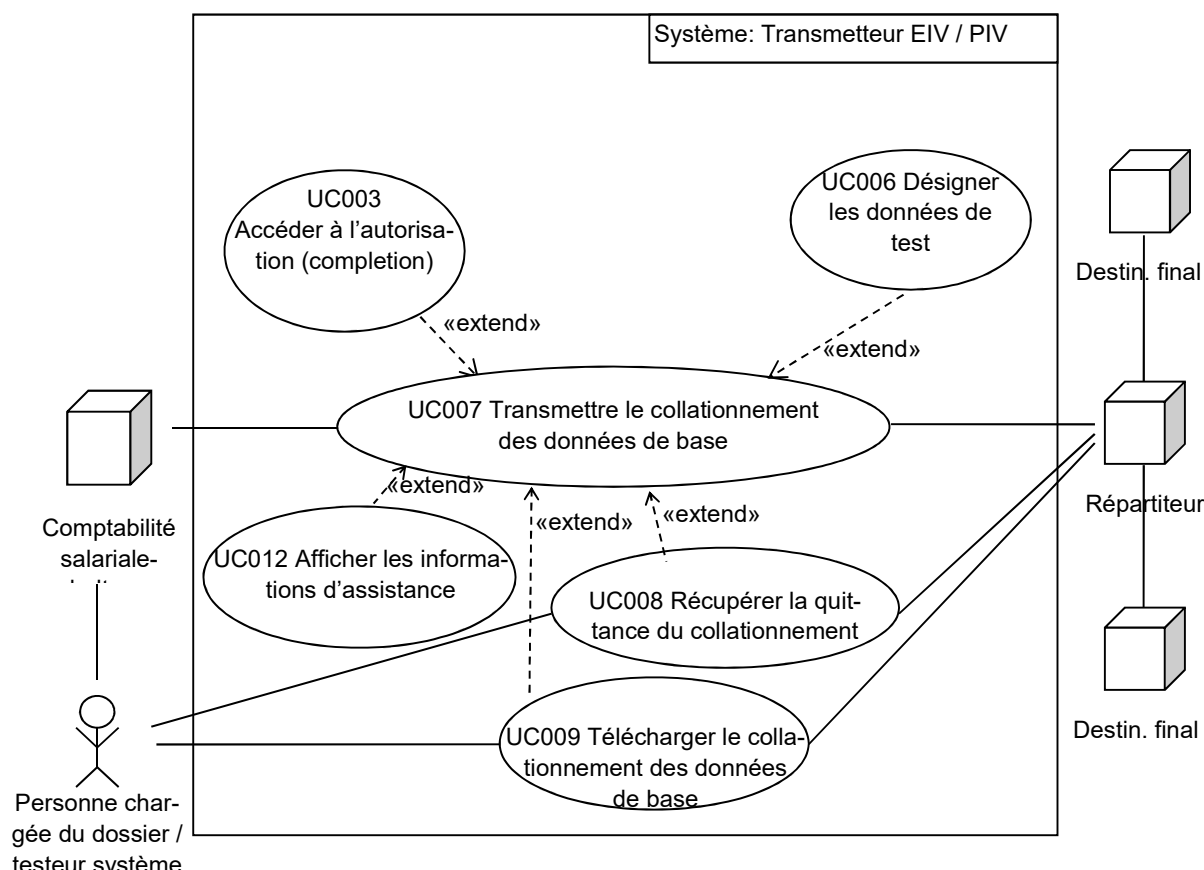 Système: Transmetteur EIV / PIV
UC003
Accéder à l'autorisa-
tion (completion)
UC006 Désigner
les données de
test
Destin. final
«extend»
«extend»
UC007 Transmettre le collationnement
des données de base
«extend»
«extend»
«extend»
Répartiteur
Comptabilité
salariale-
UC012 Afficher les informa-
tions d'assistance
UC008 Récupérer la quit-
tance du collationnement
UC009 Télécharger le colla-
tionnement des données
de base
Destin. final
Personne char-
gée du dossier /
testeur système